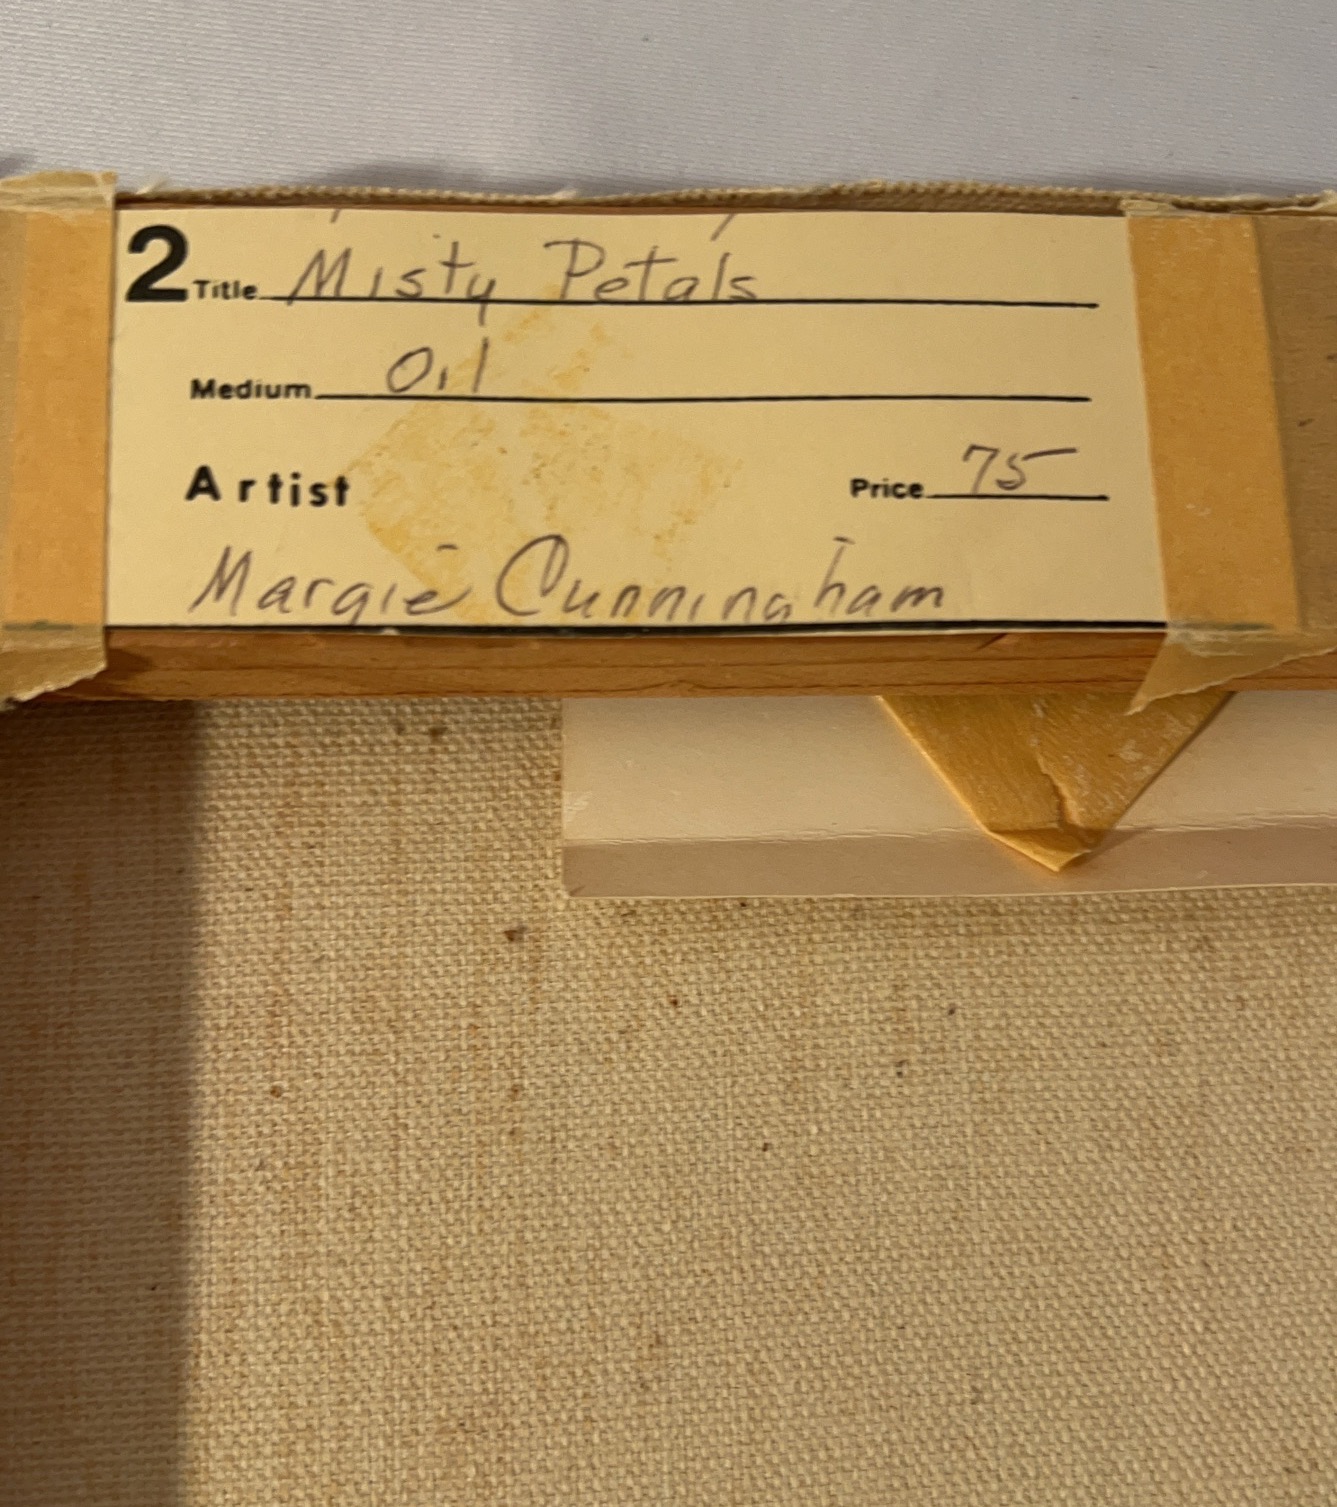 2 Title Misty Petals
Medium Oil
Artist Price 75
Margie Cunningham